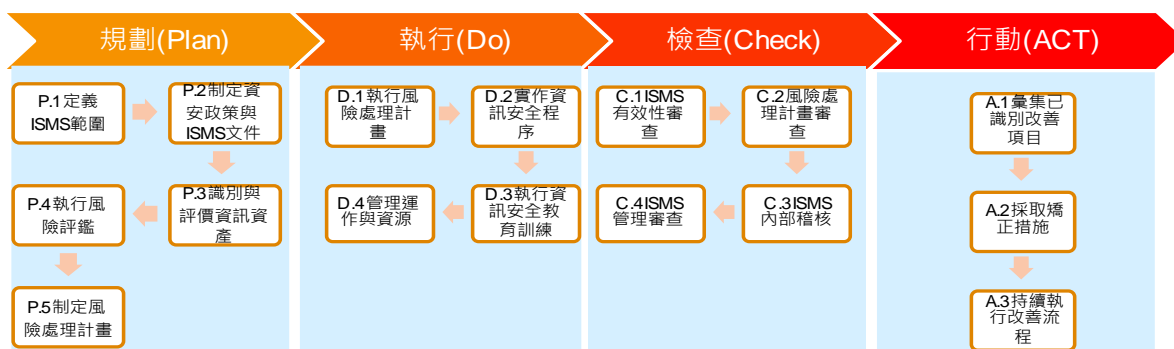 規劃(Plan)
執行(Do)
檢查(Check)
行動(ACT)
P.1定義
ISMS範圍
P.2制定資
安政策與
ISMS文件
P.3識別與
評價資訊資
產
P.4執行風
險評鑑
P.5制定風
險處理計畫
D.1執行風
險處理計
畫
D.2實作資
訊安全程
序
D.3執行資
訊安全教
育訓練
D.4管理運
作與資源
C.1ISMS
有效性審
查
C.2風險處
理計畫審
查
C.3ISMS
內部稽核
C.4ISMS
管理審查
A.1彙集已
識別改善
項目
A.2採取矯
正措施
A.3持續執
行改善流
程